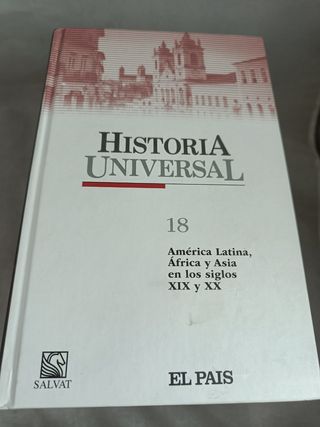 HISTORIA
UNIVERSAL
18
América Latina,
África y Asia
en los siglos
XIX y XX
SALVAT
EL PAIS